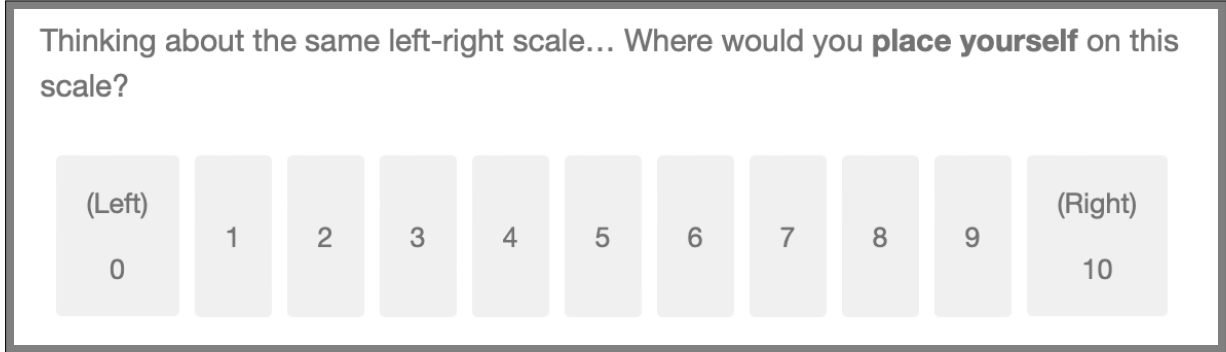 Thinking about the same left-right scale… Where would you place yourself on this
scale?
(Left) (Right)
1 2 3 4 5 6 7 8 9
0 10